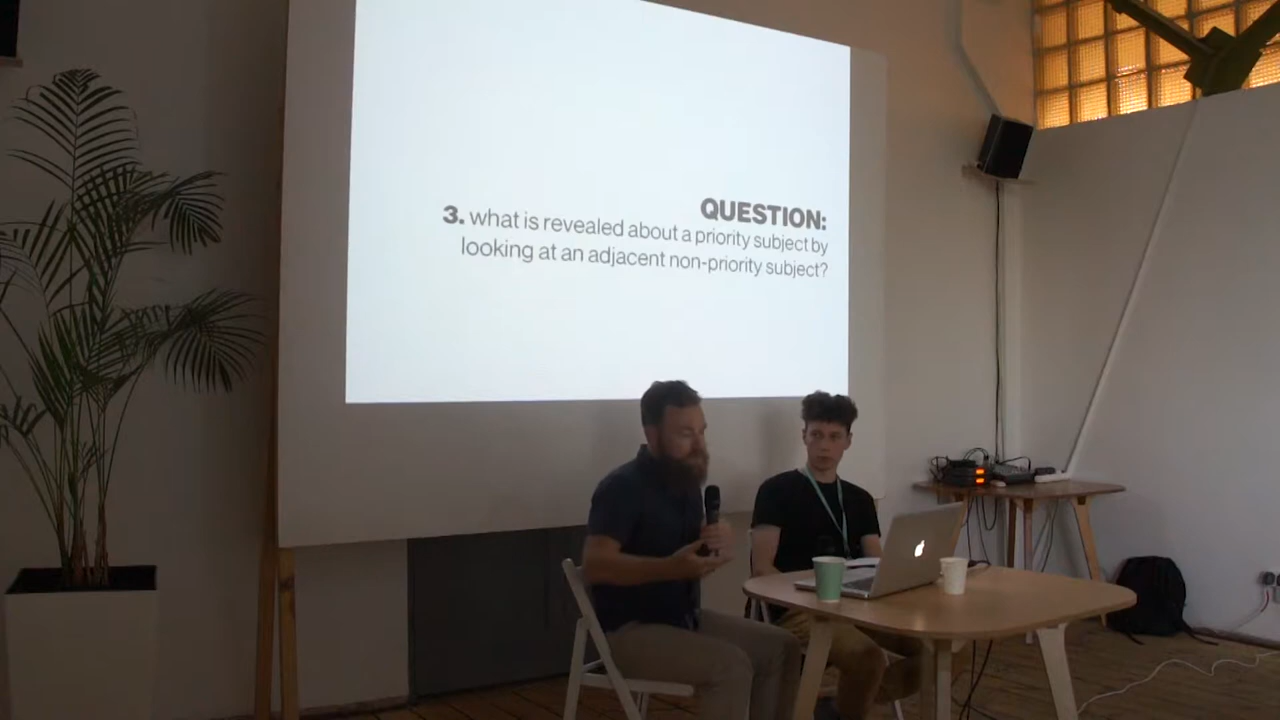 QUESTION:
3. what is revealed about a priority subject by
looking at an adjacent non-priority subject?